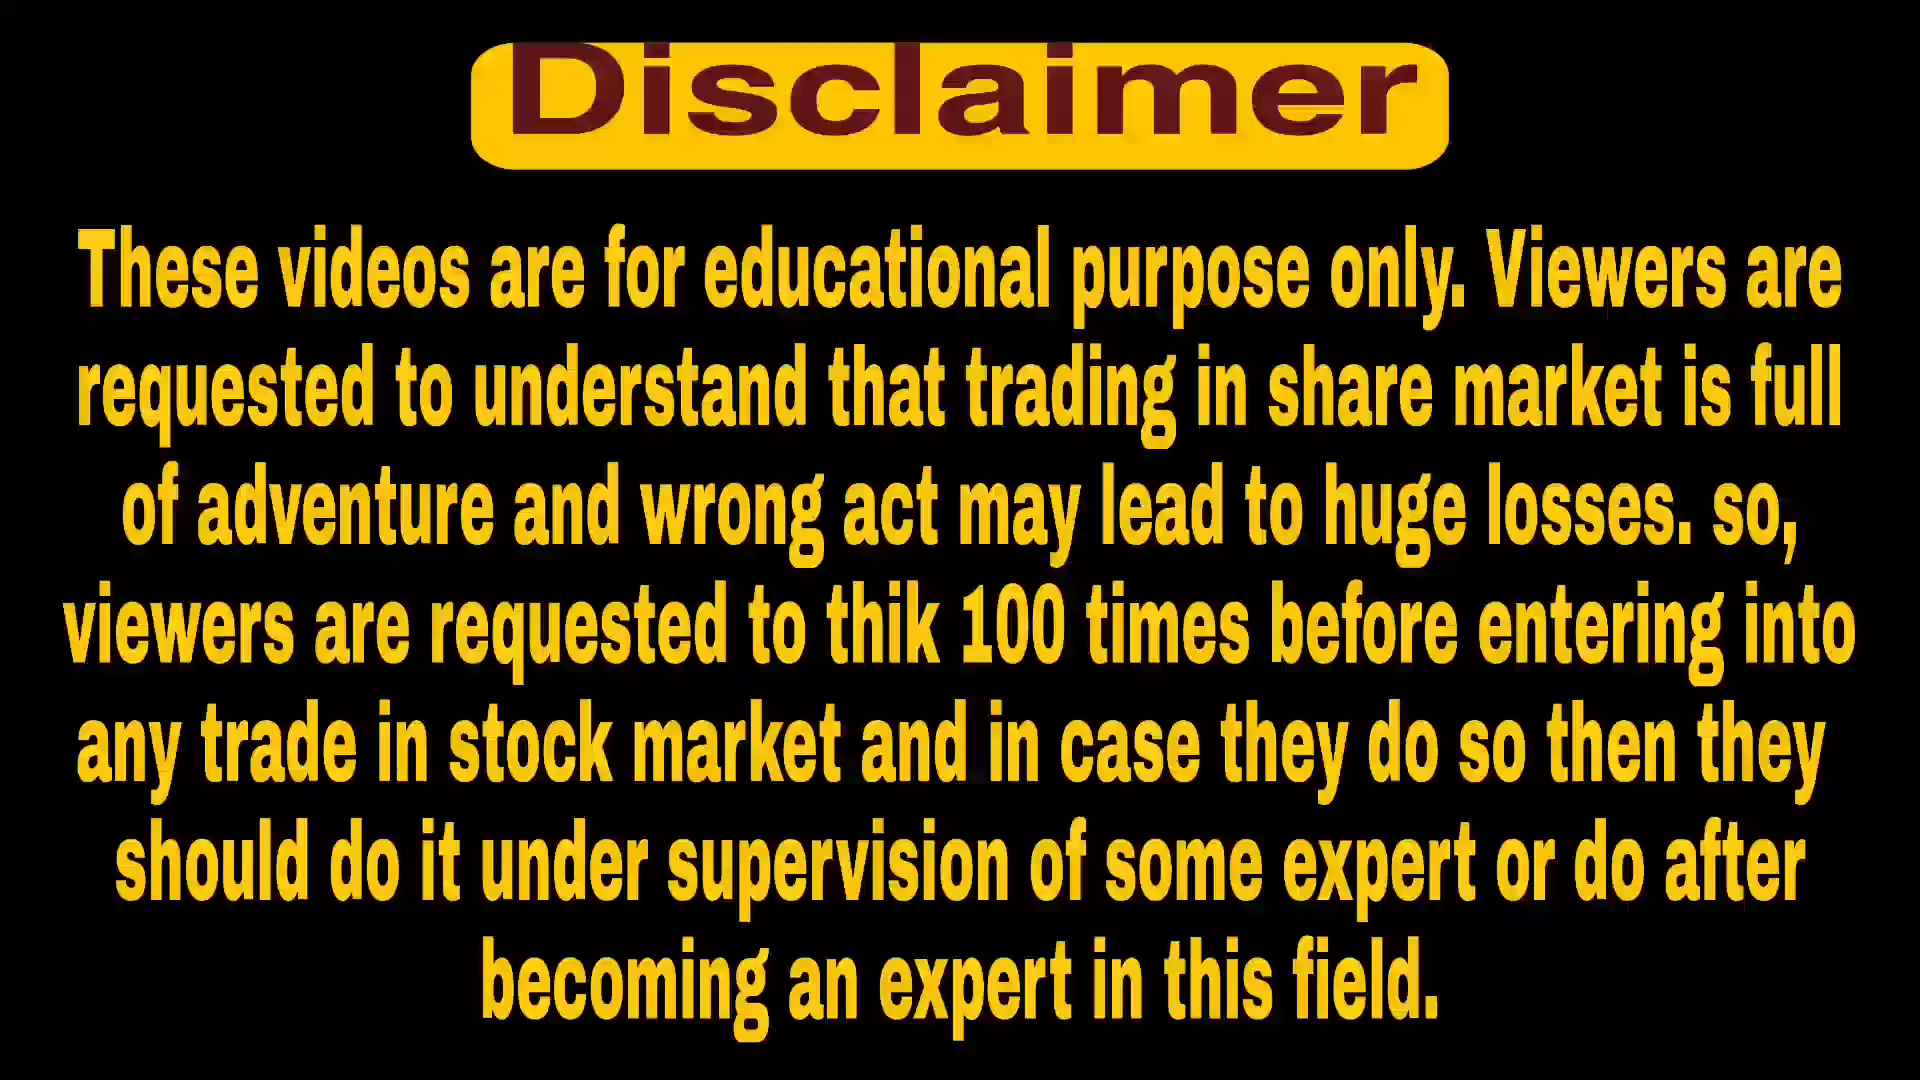 Disclaimer
These videos are for educational purpose only. Viewers are
requested to understand that trading in share market is full
of adventure and wrong act may lead to huge losses. so,
viewers are requested to thik 100 times before entering into
any trade in stock market and in case they do so then they
should do it under supervision of some expert or do after
becoming an expert in this field.